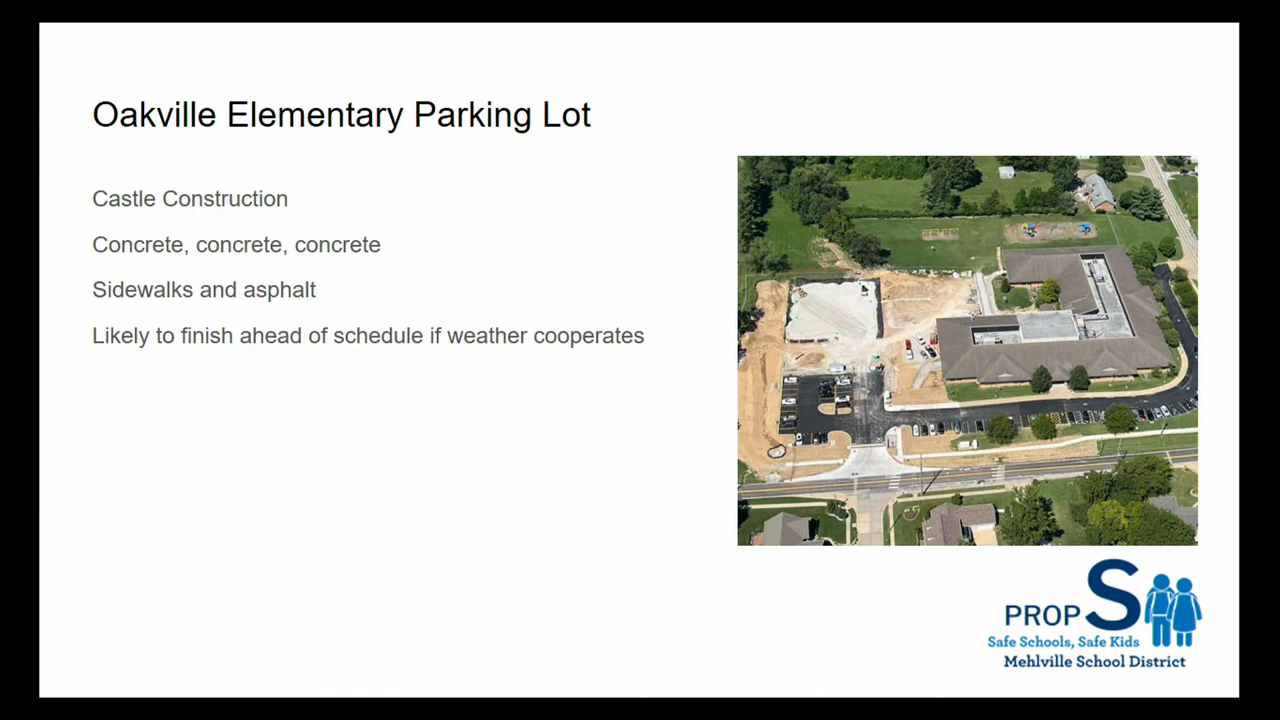 Oakville Elementary Parking Lot
Castle Construction
Concrete, concrete, concrete
Sidewalks and asphalt
Likely to finish ahead of schedule if weather cooperates
PROP S
Safe Schools, Safe Kids
Mehlville School District